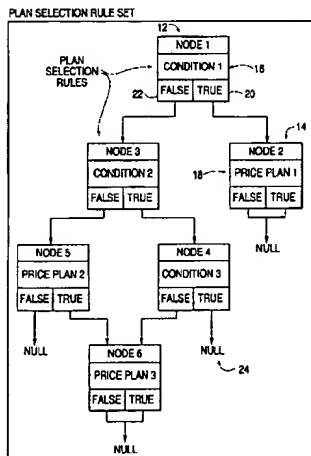 PLAN SELECTION RULE SET
12
NODE 1
PLAN
SELECTION
RULES
CONDITION 1
16
22
FALSE TRUE
20
14
NODE 3
NODE 2
CONDITION 2
18
PRICE PLAN 1
FALSE TRUE
FALSE TRUE
NULL
NODE 5
NODE 4
PRICE PLAN 2
CONDITION 3
FALSE TRUE
FALSE TRUE
NULL
NODE 6
NULL
PRICE PLAN 3
24
FALSE TRUE
NULL